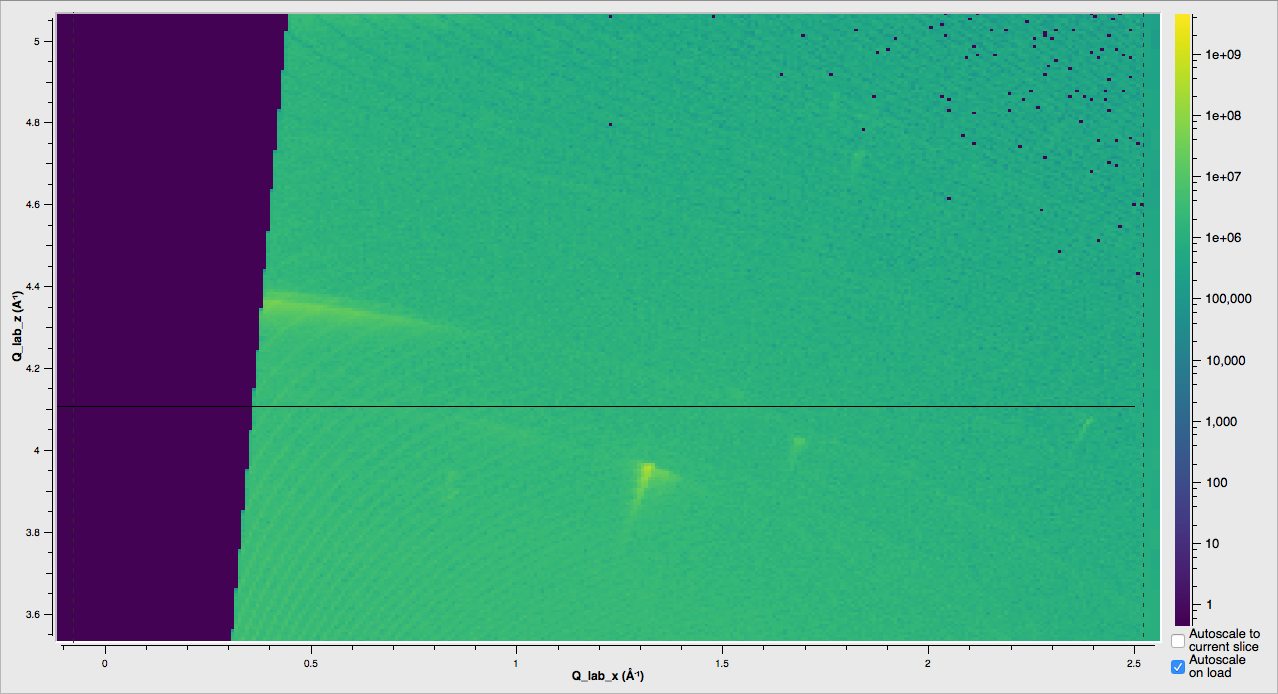 5
4.8
4.6
4.4
4.2
4
3.8
3.6
Q_lab_z (Å⁻¹)
0
0.5
1
1.5
2
2.5
Q_lab_x (Å⁻¹)
1e+09
1e+08
1e+07
1e+06
100,000
10,000
1,000
100
10
1
Autoscale to
current slice
Autoscale
on load